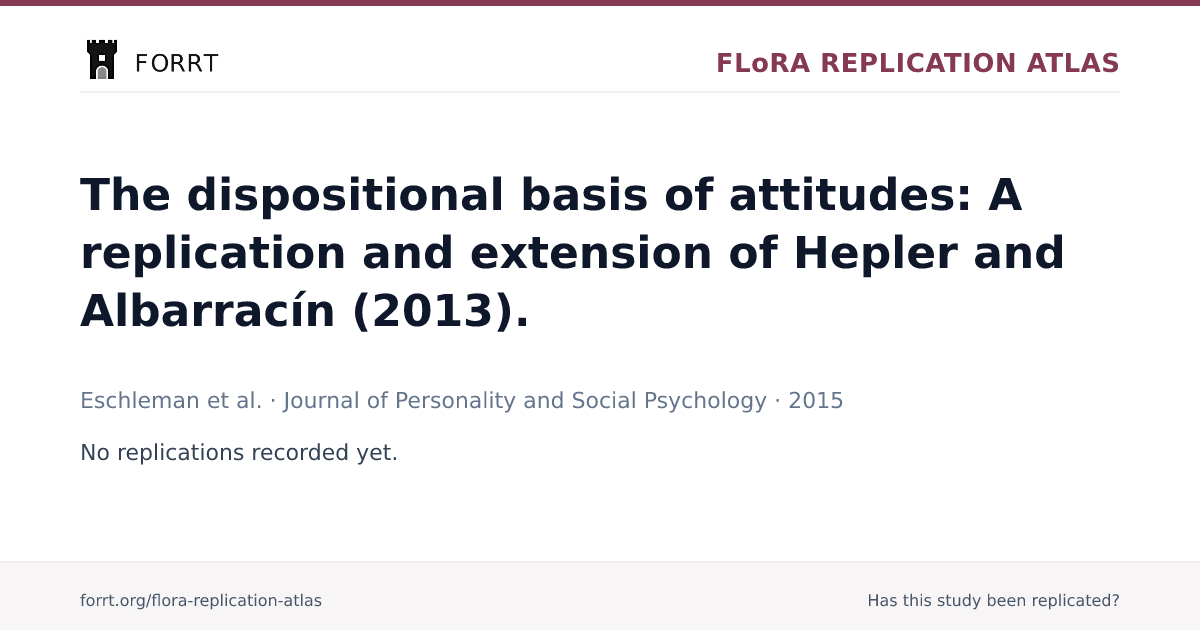 FORRT
FLoRA REPLICATION ATLAS
The dispositional basis of attitudes: A
replication and extension of Hepler and
Albarracín (2013).
Eschleman et al. · Journal of Personality and Social Psychology · 2015
No replications recorded yet.
forrt.org/flora-replication-atlas
Has this study been replicated?